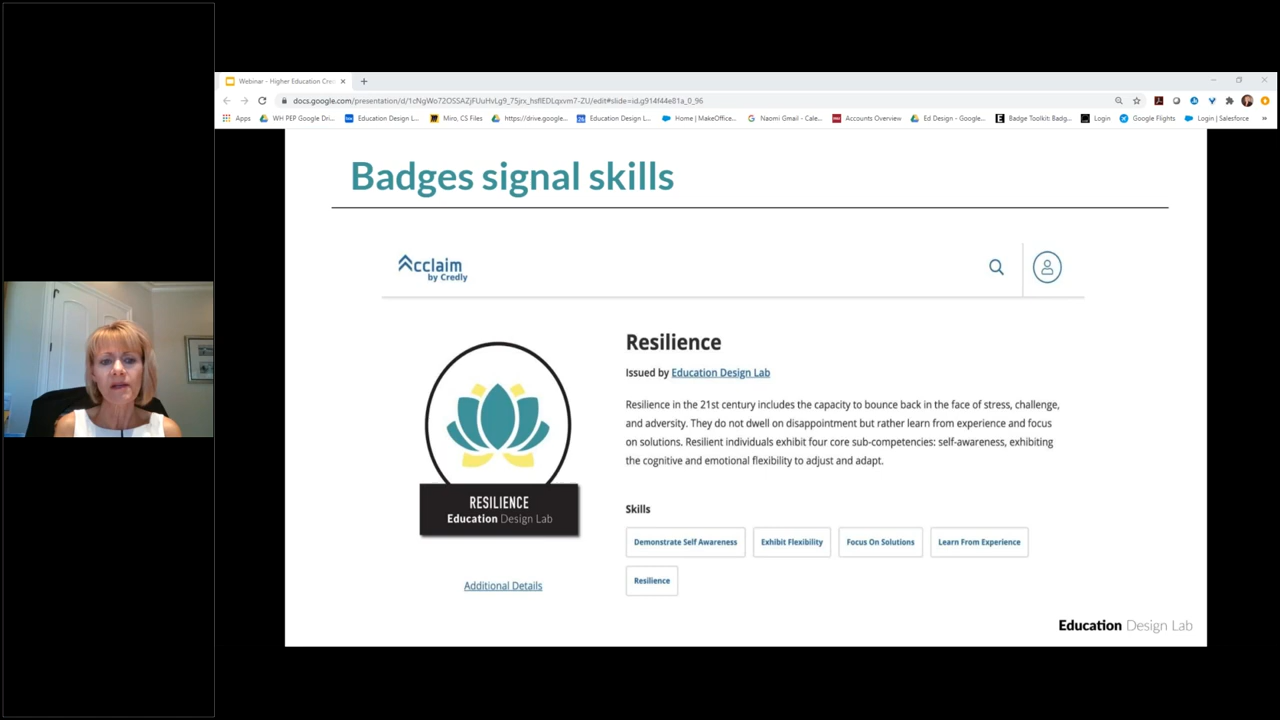 Webinar - Higher Education Cre
docs.google.com/presentation/d/
Apps
WH PEP Google Dri...
Education Design L...
Miro, CS Files
https://drive.google...
Education Design L...
Home | MakeOffice...
Naomi Gmail - Cale...
Accounts Overview
Ed Design - Google...
Badge Toolkit: Badg...
Login
Google Flights
Login | Salesforce
Badges signal skills
Acclaim
by Credly
Resilience
Issued by Education Design Lab
Resilience in the 21st century includes the capacity to bounce back in the face of stress, challenge,
and adversity. They do not dwell on disappointment but rather learn from experience and focus
on solutions. Resilient individuals exhibit four core sub-competencies: self-awareness, exhibiting
the cognitive and emotional flexibility to adjust and adapt.
RESILIENCE
Education Design Lab
Skills
Demonstrate Self Awareness
Exhibit Flexibility
Focus On Solutions
Learn From Experience
Resilience
Additional Details
Education Design Lab